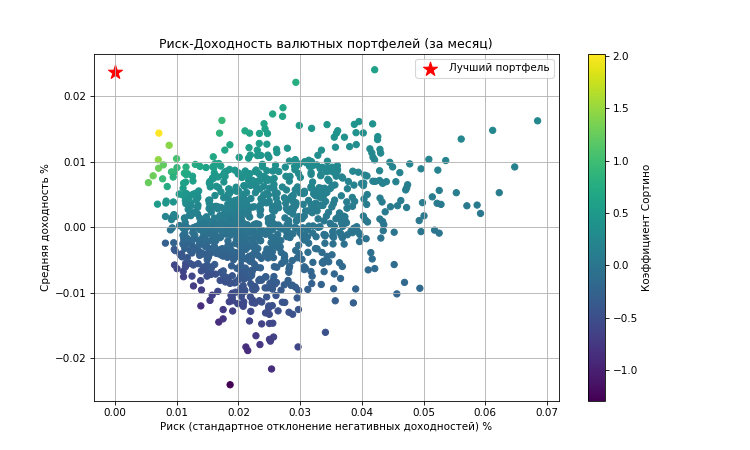 Риск-Доходность валютных портфелей (за месяц)
Лучший портфель
Средняя доходность %
0.02
0.01
0.00
−0.01
−0.02
0.00 0.01 0.02 0.03 0.04 0.05 0.06 0.07
Риск (стандартное отклонение негативных доходностей) %
2.0
1.5
1.0
0.5
0.0
−0.5
−1.0
Коэффициент Сортино